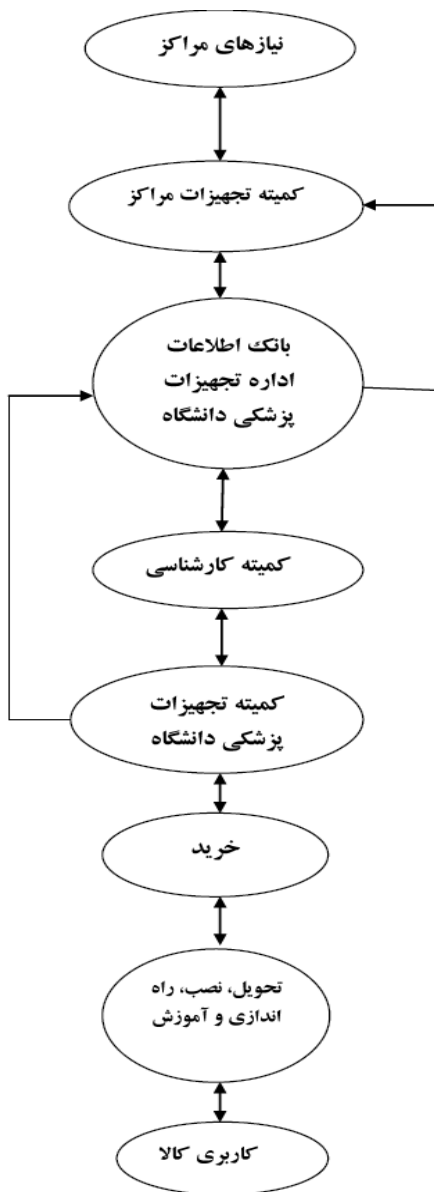 نیازهای مراکز
کمیته تجهیزات مراکز
بانک اطلاعات
اداره تجهیزات
پزشکی دانشگاه
کمیته کارشناسی
کمیته تجهیزات
پزشکی دانشگاه
خرید
تحویل، نصب، راه
اندازی و آموزش
کاربری کالا